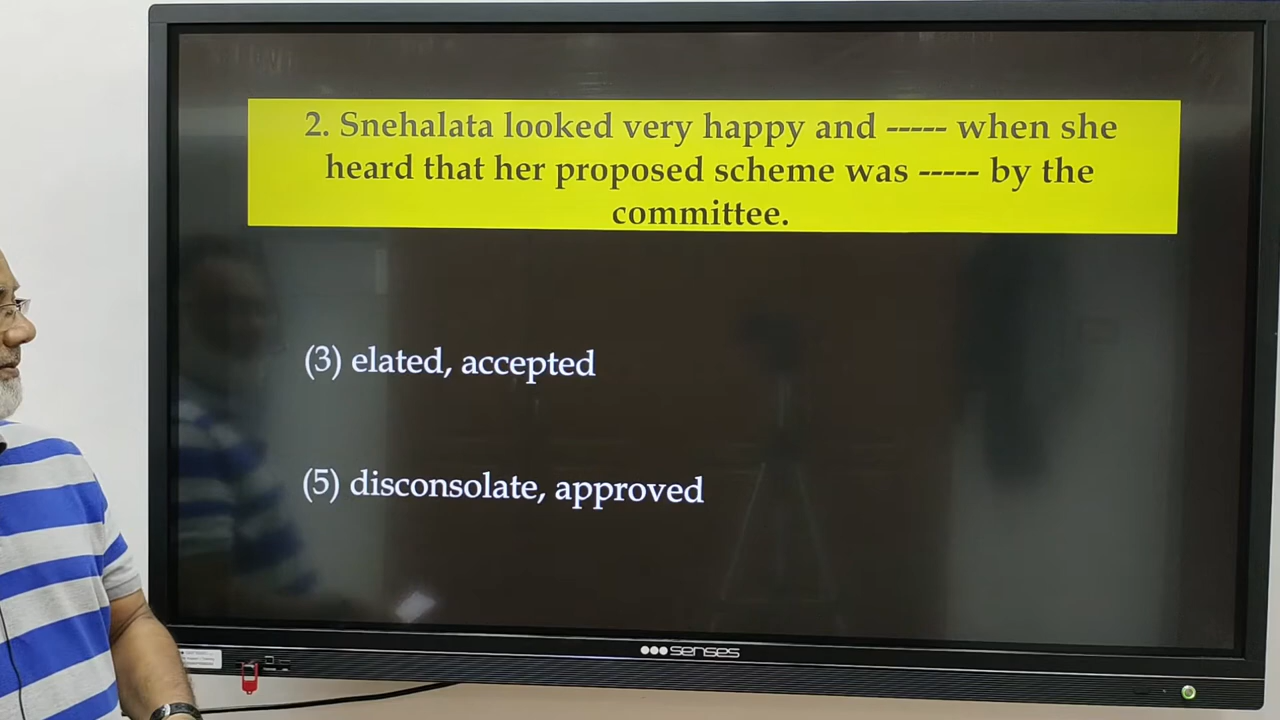 2. Snehalata looked very happy and ----- when she
heard that her proposed scheme was ----- by the
committee.
(3) elated, accepted
(5) disconsolate, approved
senses